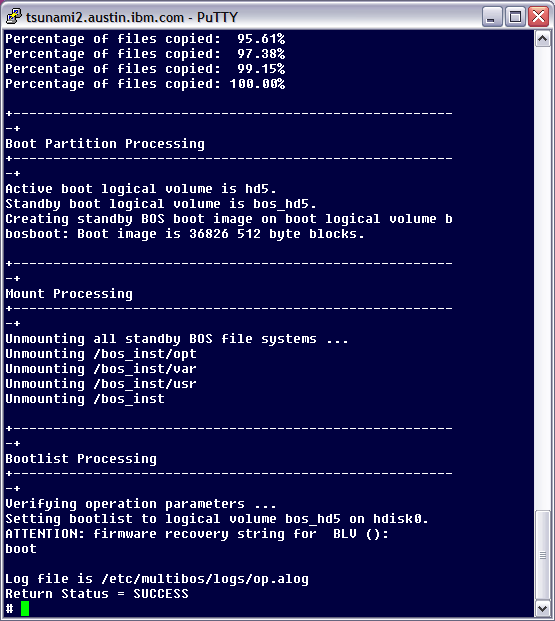 tsunami2.austin.ibm.com - PuTTY
Percentage of files copied:  95.61%
Percentage of files copied:  97.38%
Percentage of files copied:  99.15%
Percentage of files copied: 100.00%
+------------------------------------------------------
-+
Boot Partition Processing
+------------------------------------------------------
-+
Active boot logical volume is hd5.
Standby boot logical volume is bos_hd5.
Creating standby BOS boot image on boot logical volume b
bosboot: Boot image is 36826 512 byte blocks.
+------------------------------------------------------
-+
Mount Processing
+------------------------------------------------------
-+
Unmounting all standby BOS file systems ...
Unmounting /bos_inst/opt
Unmounting /bos_inst/var
Unmounting /bos_inst/usr
Unmounting /bos_inst
+------------------------------------------------------
-+
Bootlist Processing
+------------------------------------------------------
-+
Verifying operation parameters ...
Setting bootlist to logical volume bos_hd5 on hdisk0.
ATTENTION: firmware recovery string for  BLV ():
boot
Log file is /etc/multibos/logs/op.alog
Return Status = SUCCESS
#